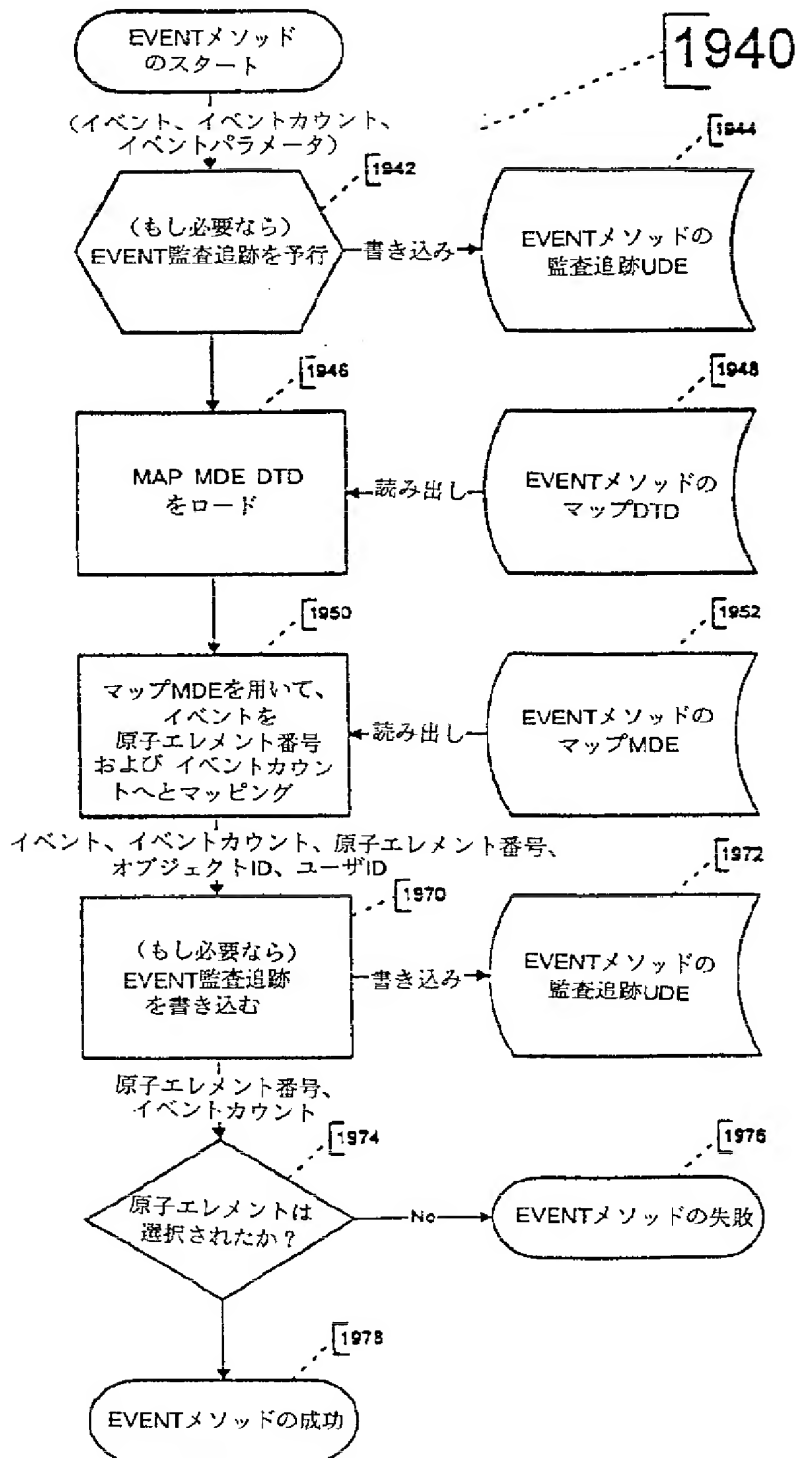 EVENTメソッド
のスタート
1940
(イベント、イベントカウント、
イベントパラメータ)
1942
1944
(もし必要なら)
EVENT監査追跡を予行
書き込み
EVENTメソッドの
監査追跡UDE
1946
1948
MAP MDE DTD
をロード
読み出し
EVENTメソッドの
マップDTD
1950
1952
マップMDEを用いて、
イベントを
原子エレメント番号
および イベントカウン
トへとマッピング
読み出し
EVENTメソッドの
マップMDE
イベント、イベントカウント、原子エレメント番号、
オブジェクトID、ユーザID
1970
1972
(もし必要なら)
EVENT監査追跡
を書き込む
書き込み
EVENTメソッドの
監査追跡UDE
原子エレメント番号、
イベントカウント
1974
1976
原子エレメントは
選択されたか?
No
EVENTメソッドの失敗
1978
EVENTメソッドの成功